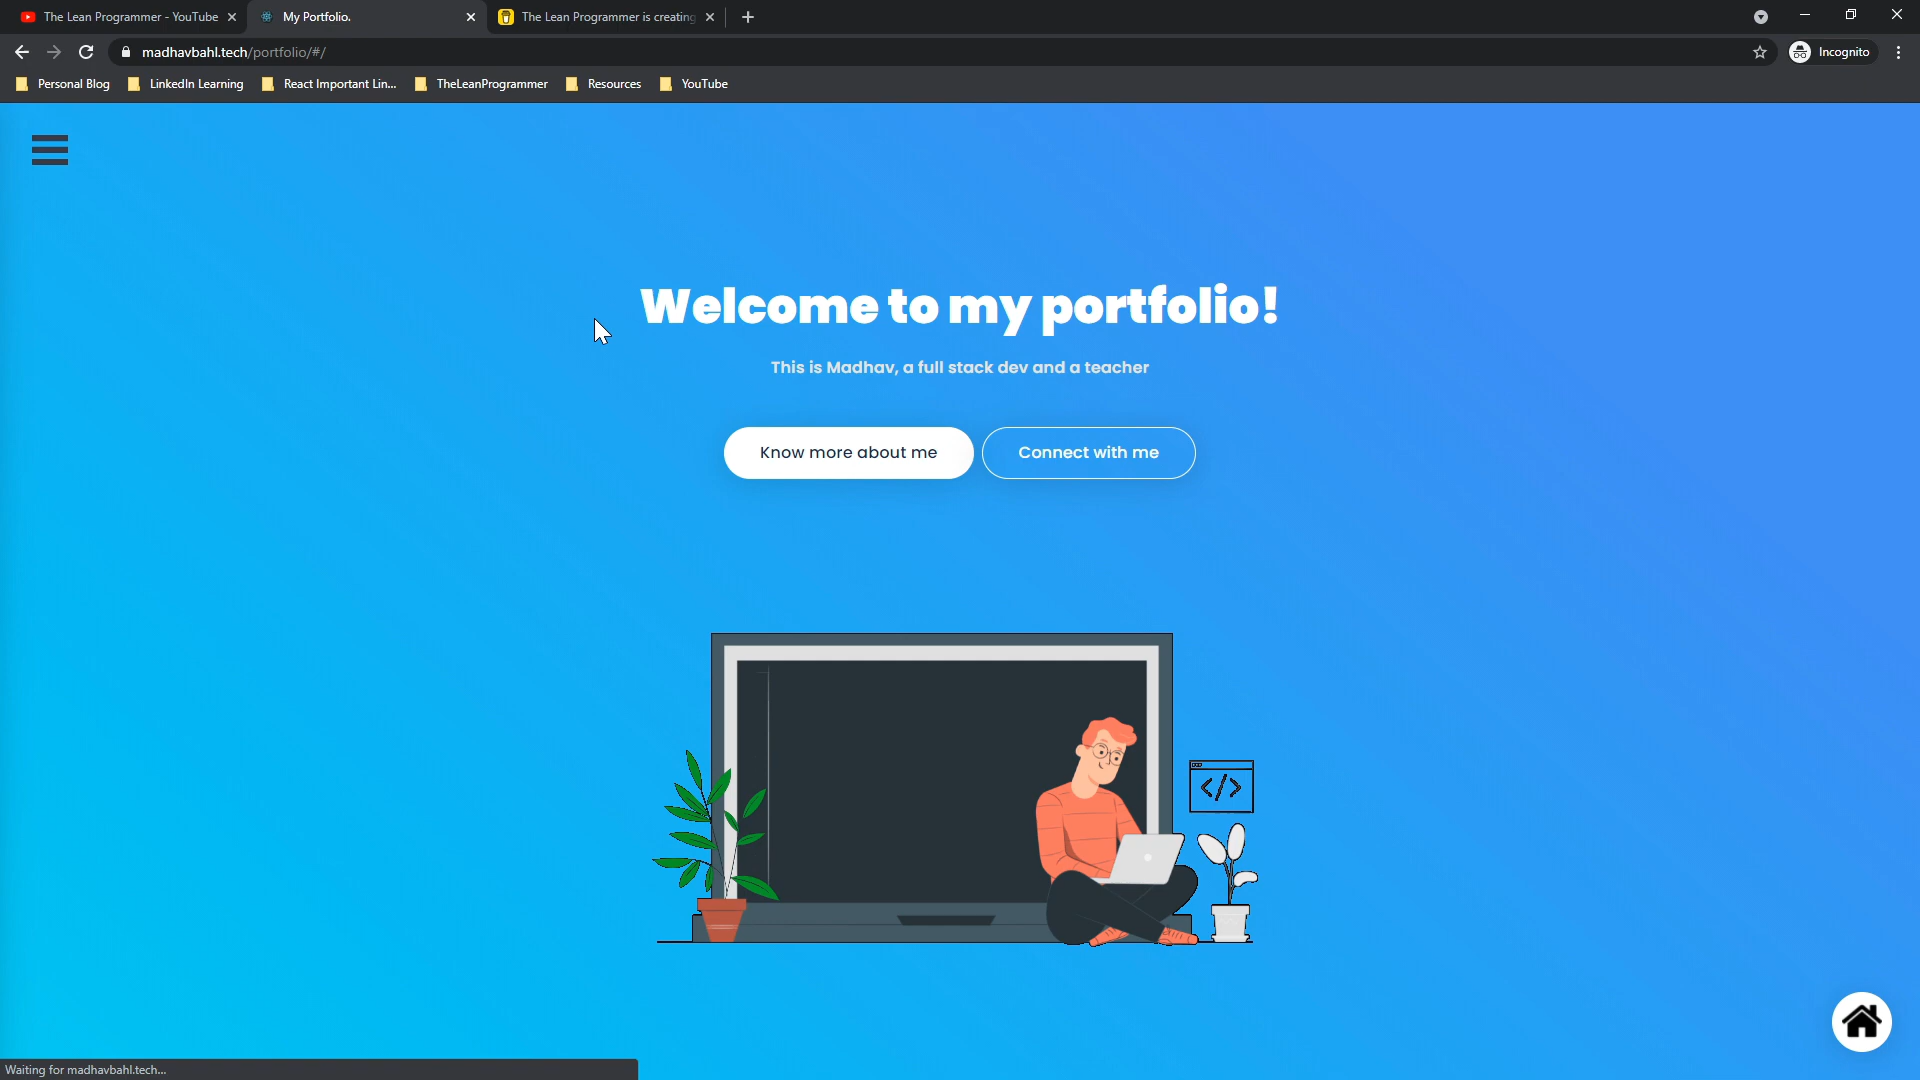 The Lean Programmer - YouTube
My Portfolio.
The Lean Programmer is creating
madhavbahl.tech/portfolio/#/
Incognito
Personal Blog
LinkedIn Learning
React Important Lin...
TheLeanProgrammer
Resources
YouTube
Welcome to my portfolio!
This is Madhav, a full stack dev and a teacher
Know more about me
Connect with me
</>
Waiting for madhavbahl.tech...